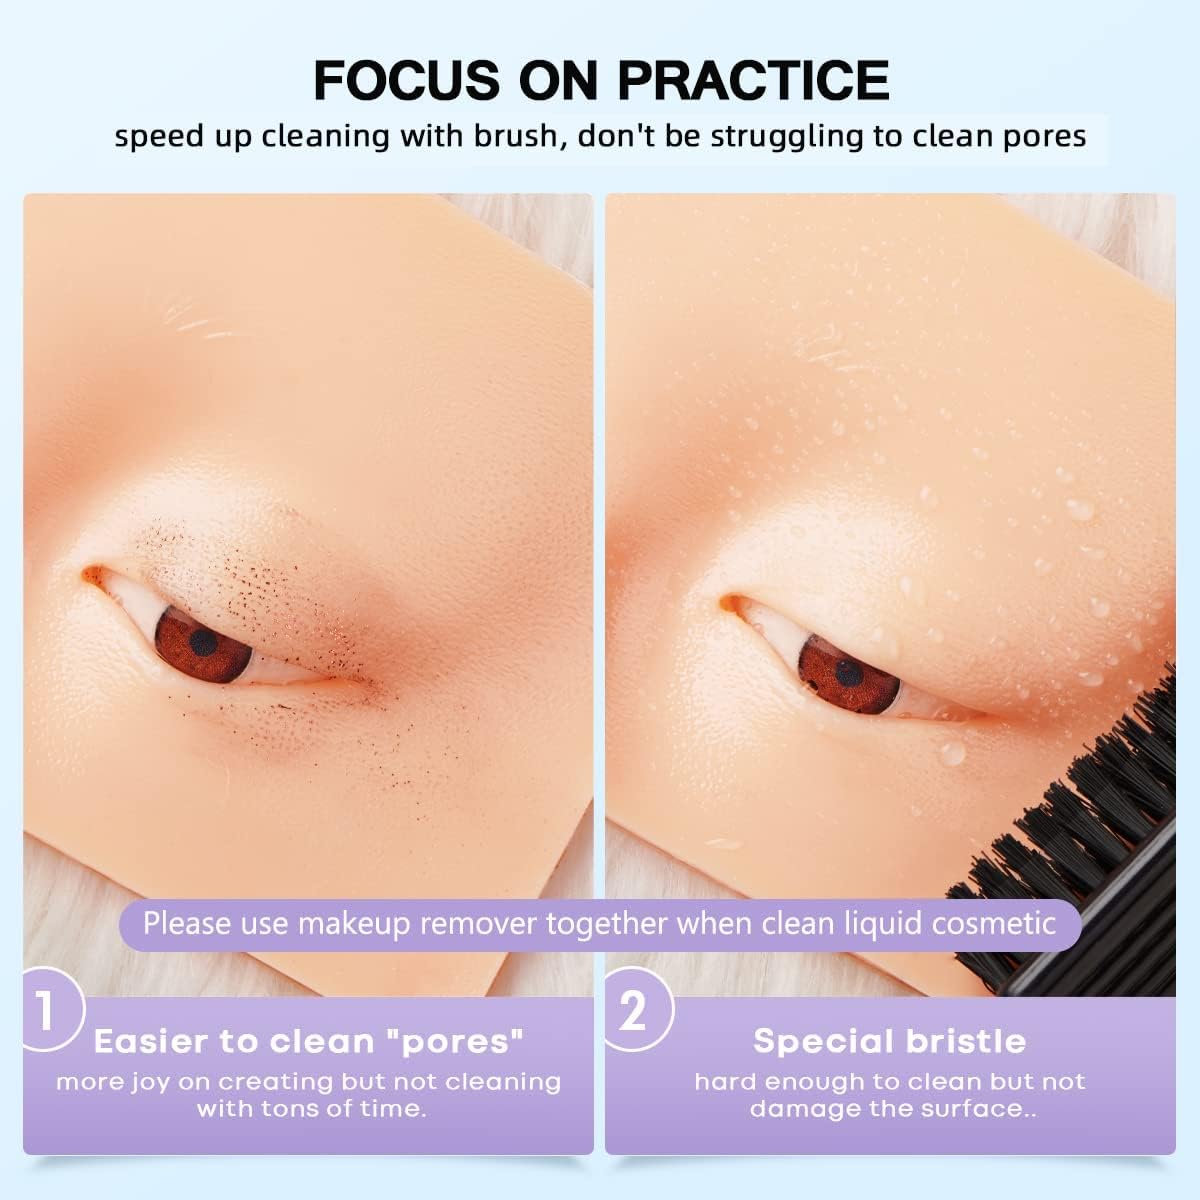 FOCUS ON PRACTICE
speed up cleaning with brush, don't be struggling to clean pores
Please use makeup remover together when clean liquid cosmetic
1
Easier to clean "pores"
more joy on creating but not cleaning
with tons of time.
2
Special bristle
hard enough to clean but not
damage the surface..